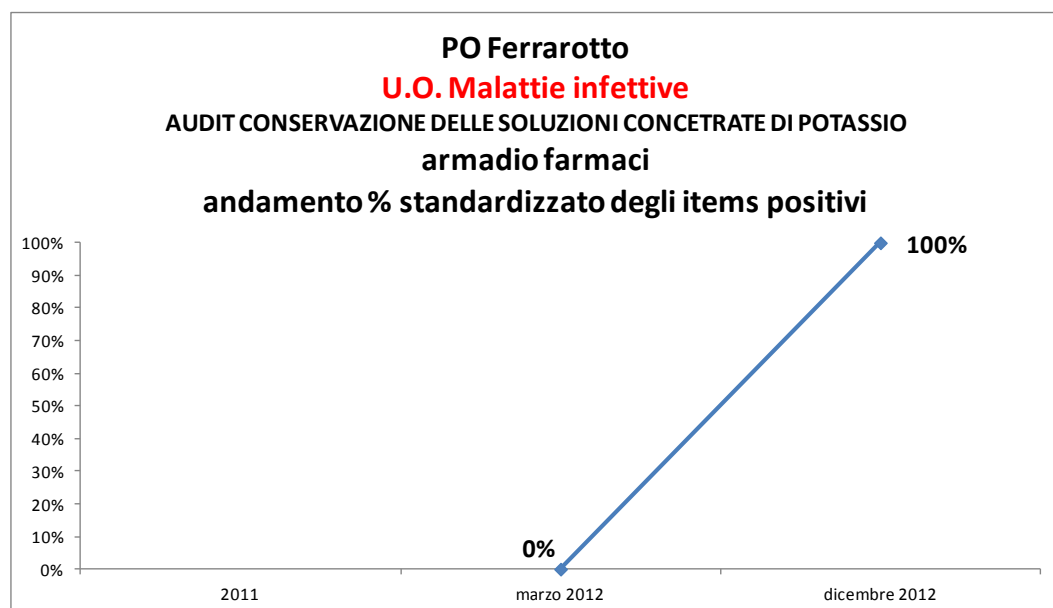 PO Ferrarotto
U.O. Malattie infettive
AUDIT CONSERVAZIONE DELLE SOLUZIONI CONCETRATE DI POTASSIO
armadio farmaci
andamento % standardizzato degli items positivi
100%
90%
80%
70%
60%
50%
40%
30%
20%
10%
0%
100%
0%
2011
marzo 2012
dicembre 2012